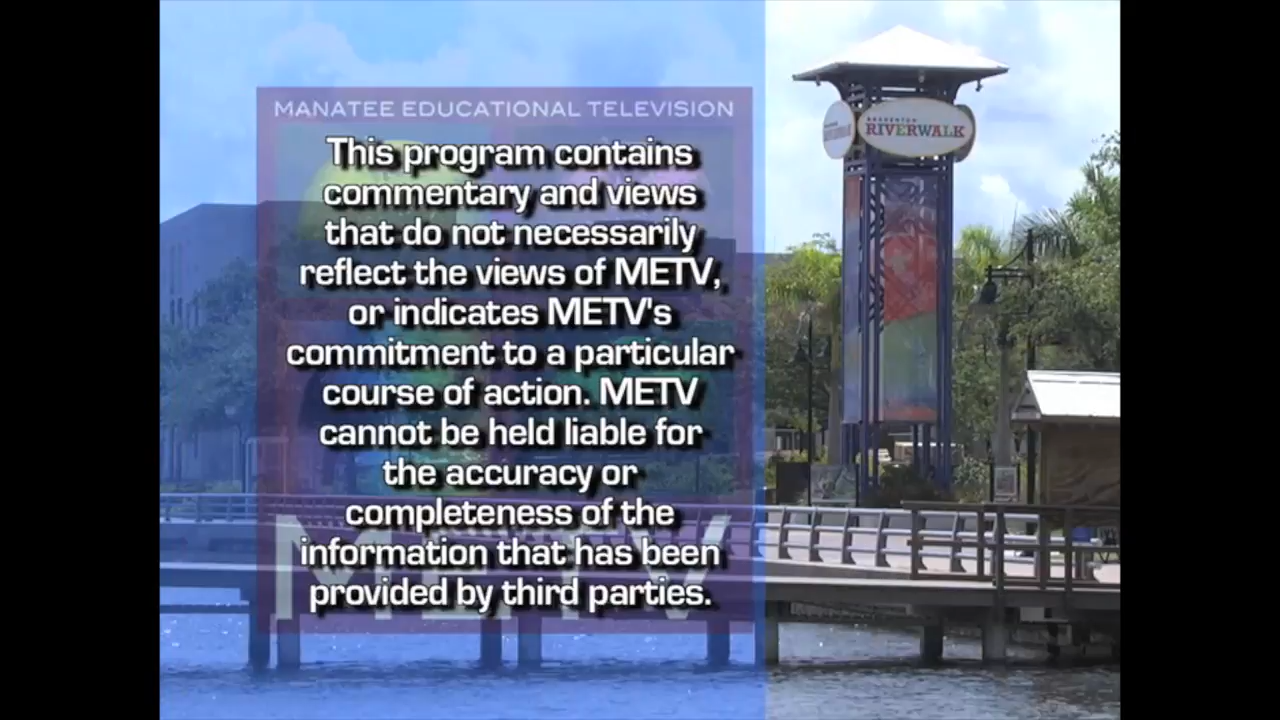 MANATEE EDUCATIONAL TELEVISION
This program contains
commentary and views
that do not necessarily
reflect the views of METV,
or indicates METV's
commitment to a particular
course of action. METV
cannot be held liable for
the accuracy or
completeness of the
information that has been
provided by third parties.
METV
BRADENTON
RIVERWALK